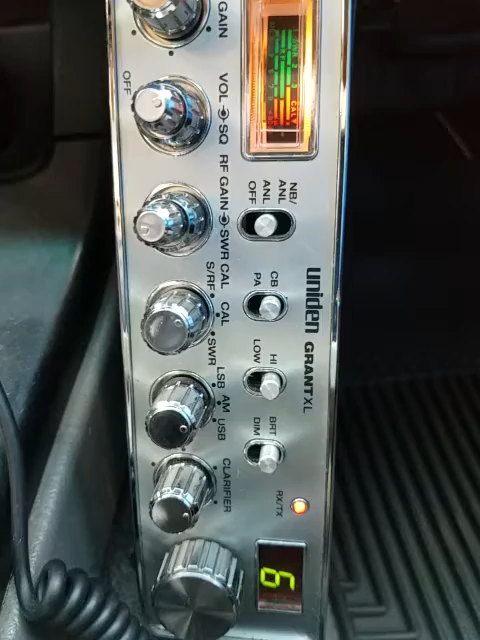 GAIN
OFF
VOL SQ
RF GAIN SWR CAL
S/RF CAL SWR
LSB AM USB
CLARIFIER
NB/
ANL ANL OFF
CB PA
HI LOW
BRT DIM
uniden GRANT XL
RX/TX
6